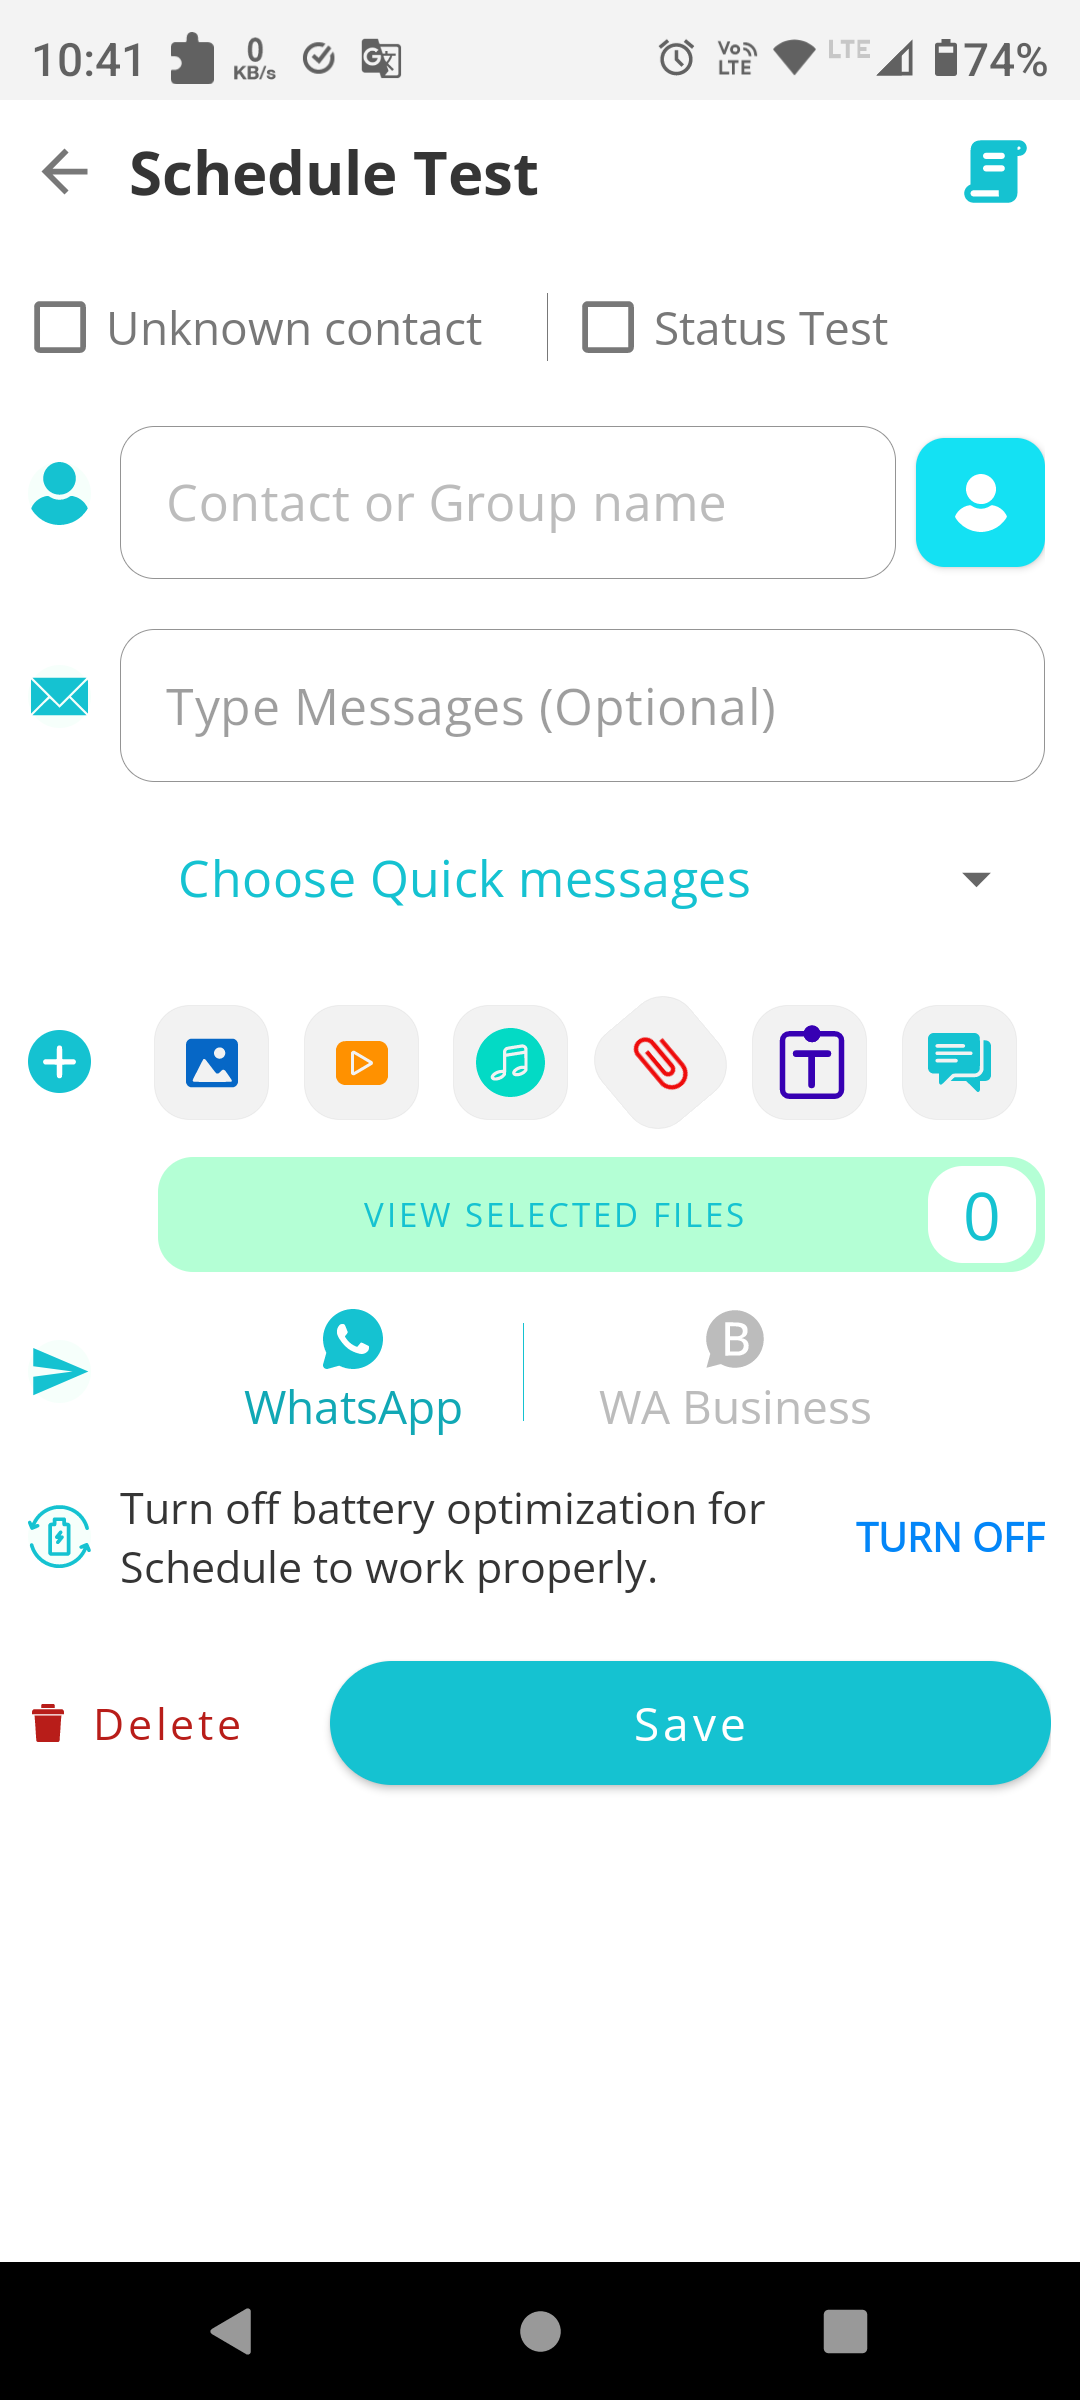 10:41 0 KB/s Vo LTE LTE 74%
Schedule Test
Unknown contact Status Test
Contact or Group name
Type Messages (Optional)
Choose Quick messages
VIEW SELECTED FILES 0
WhatsApp WA Business
Turn off battery optimization for
Schedule to work properly.
TURN OFF
Delete Save